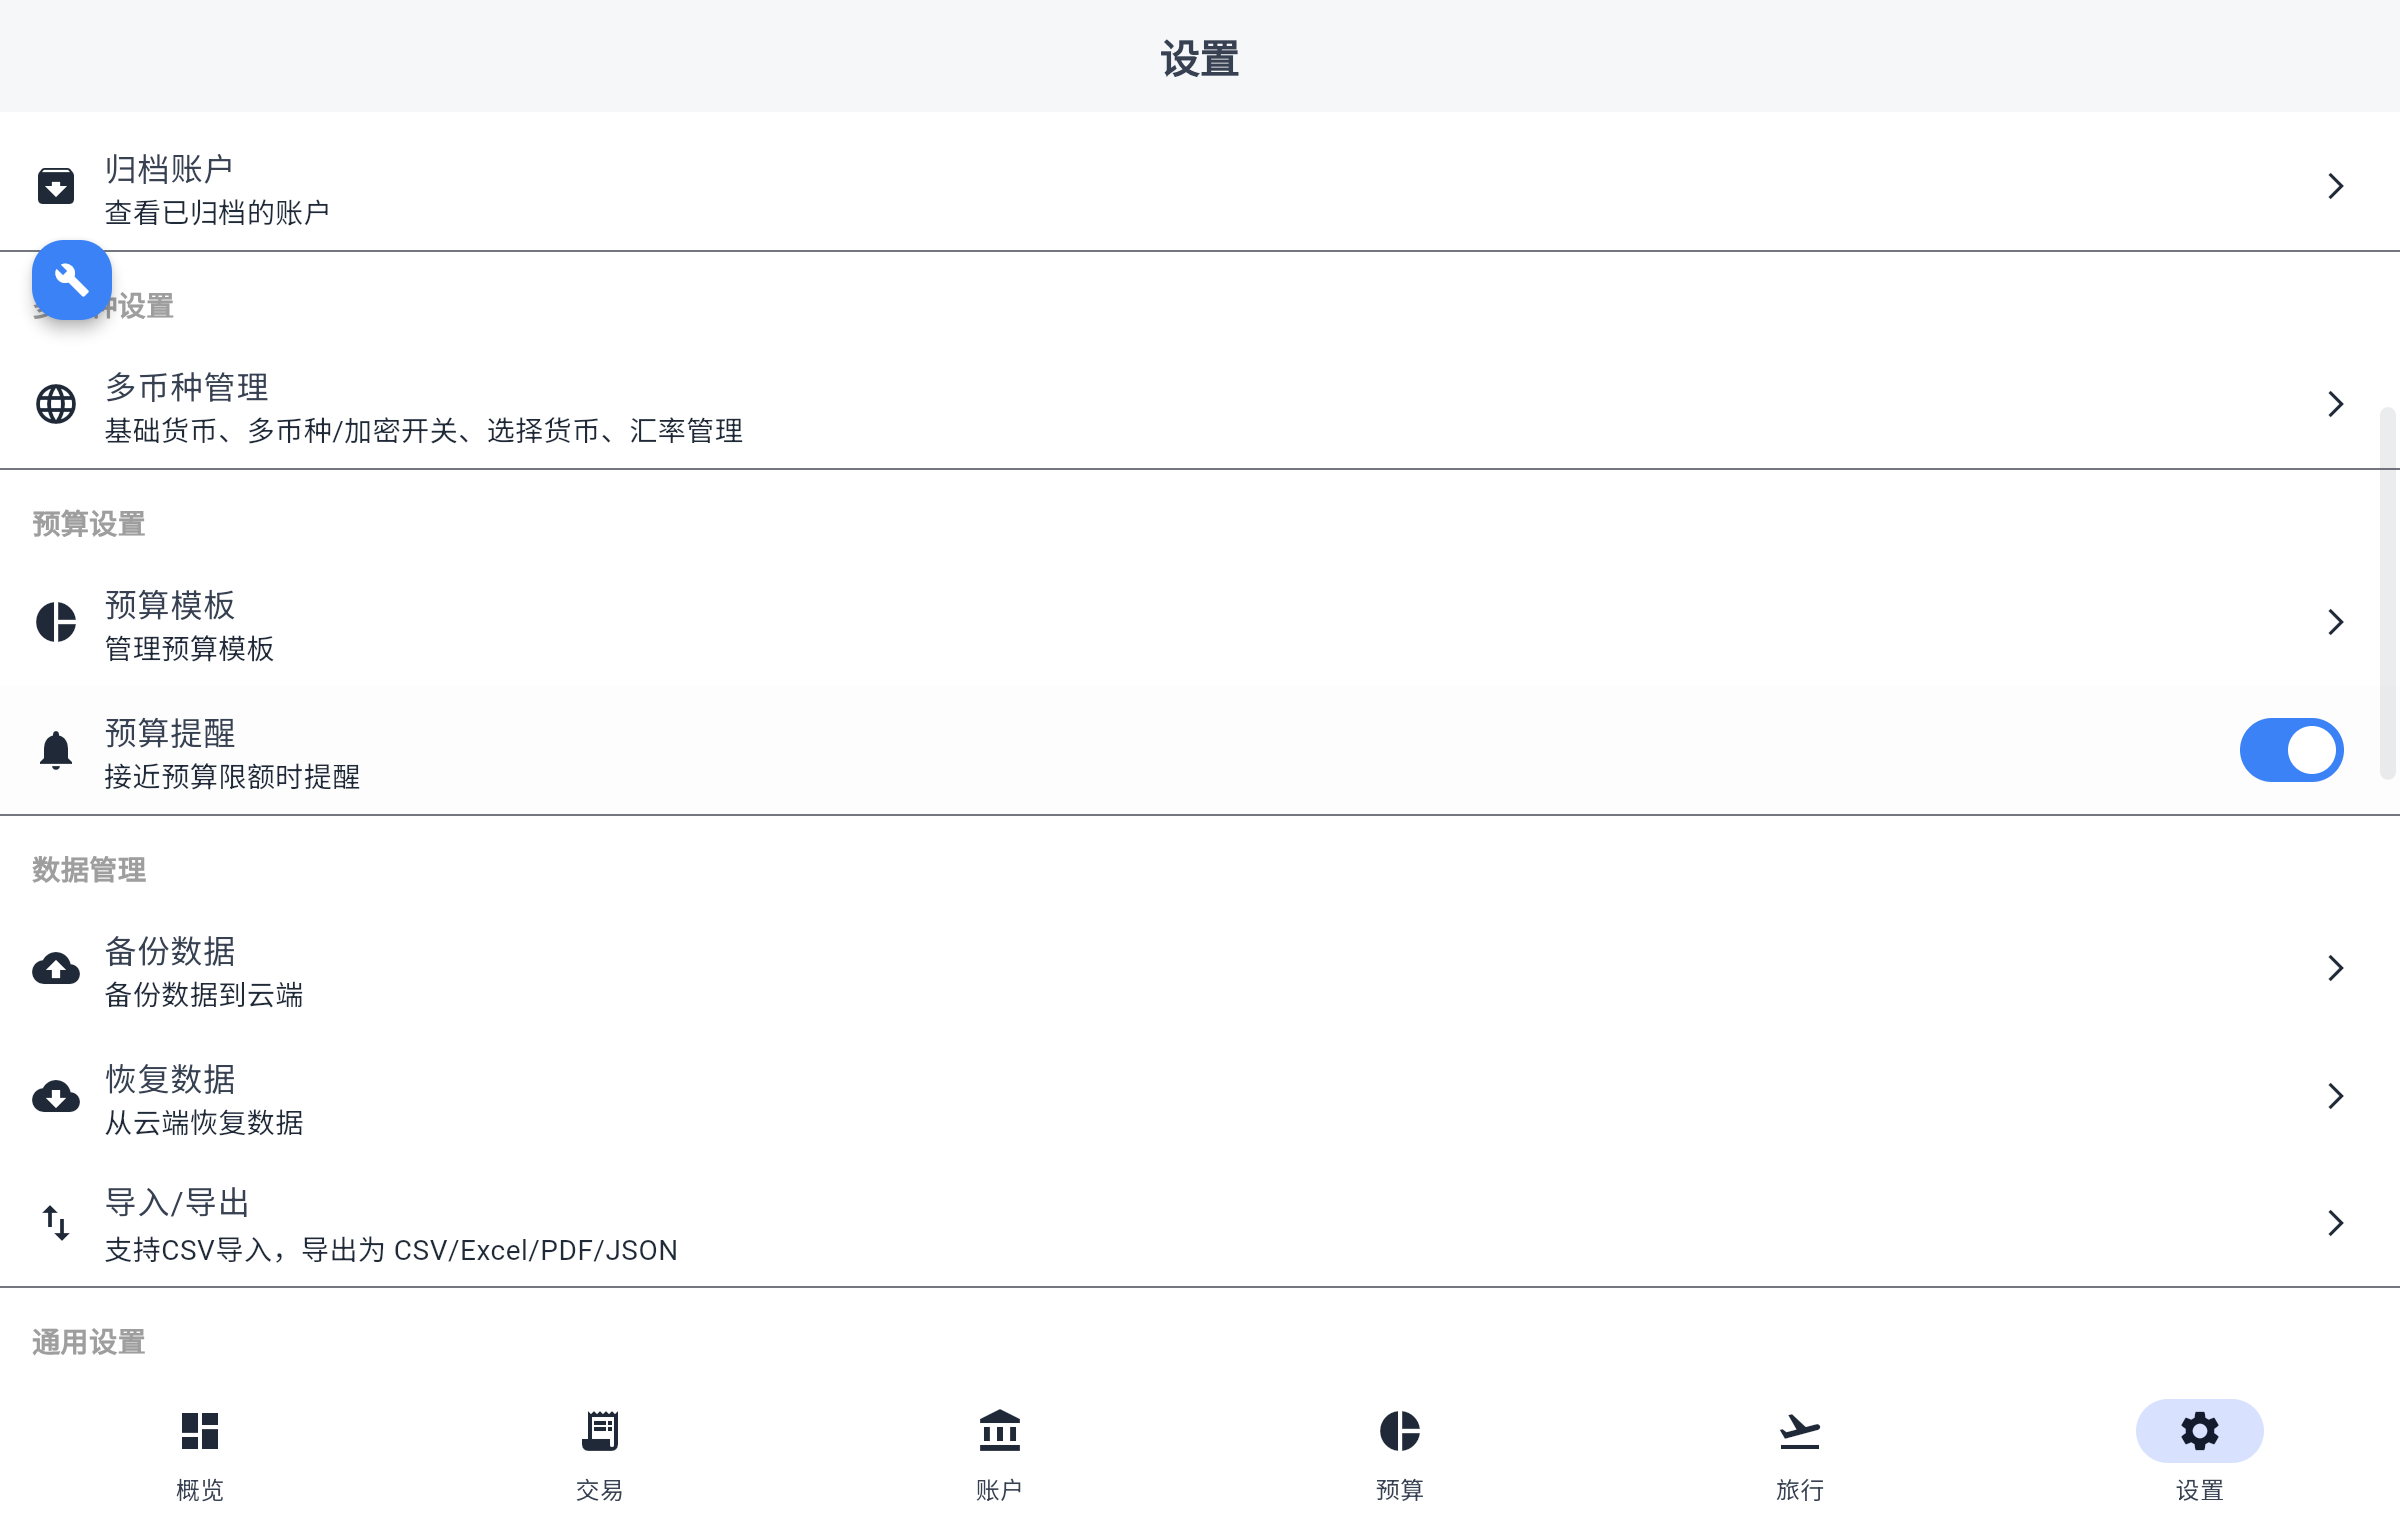 设置
归档账户
查看已归档的账户
种设置
多币种管理
基础货币、多币种/加密开关、选择货币、汇率管理
预算设置
预算模板
管理预算模板
预算提醒
接近预算限额时提醒
数据管理
备份数据
备份数据到云端
恢复数据
从云端恢复数据
导入/导出
支持CSV导入，导出为 CSV/Excel/PDF/JSON
通用设置
概览
交易
账户
预算
旅行
设置